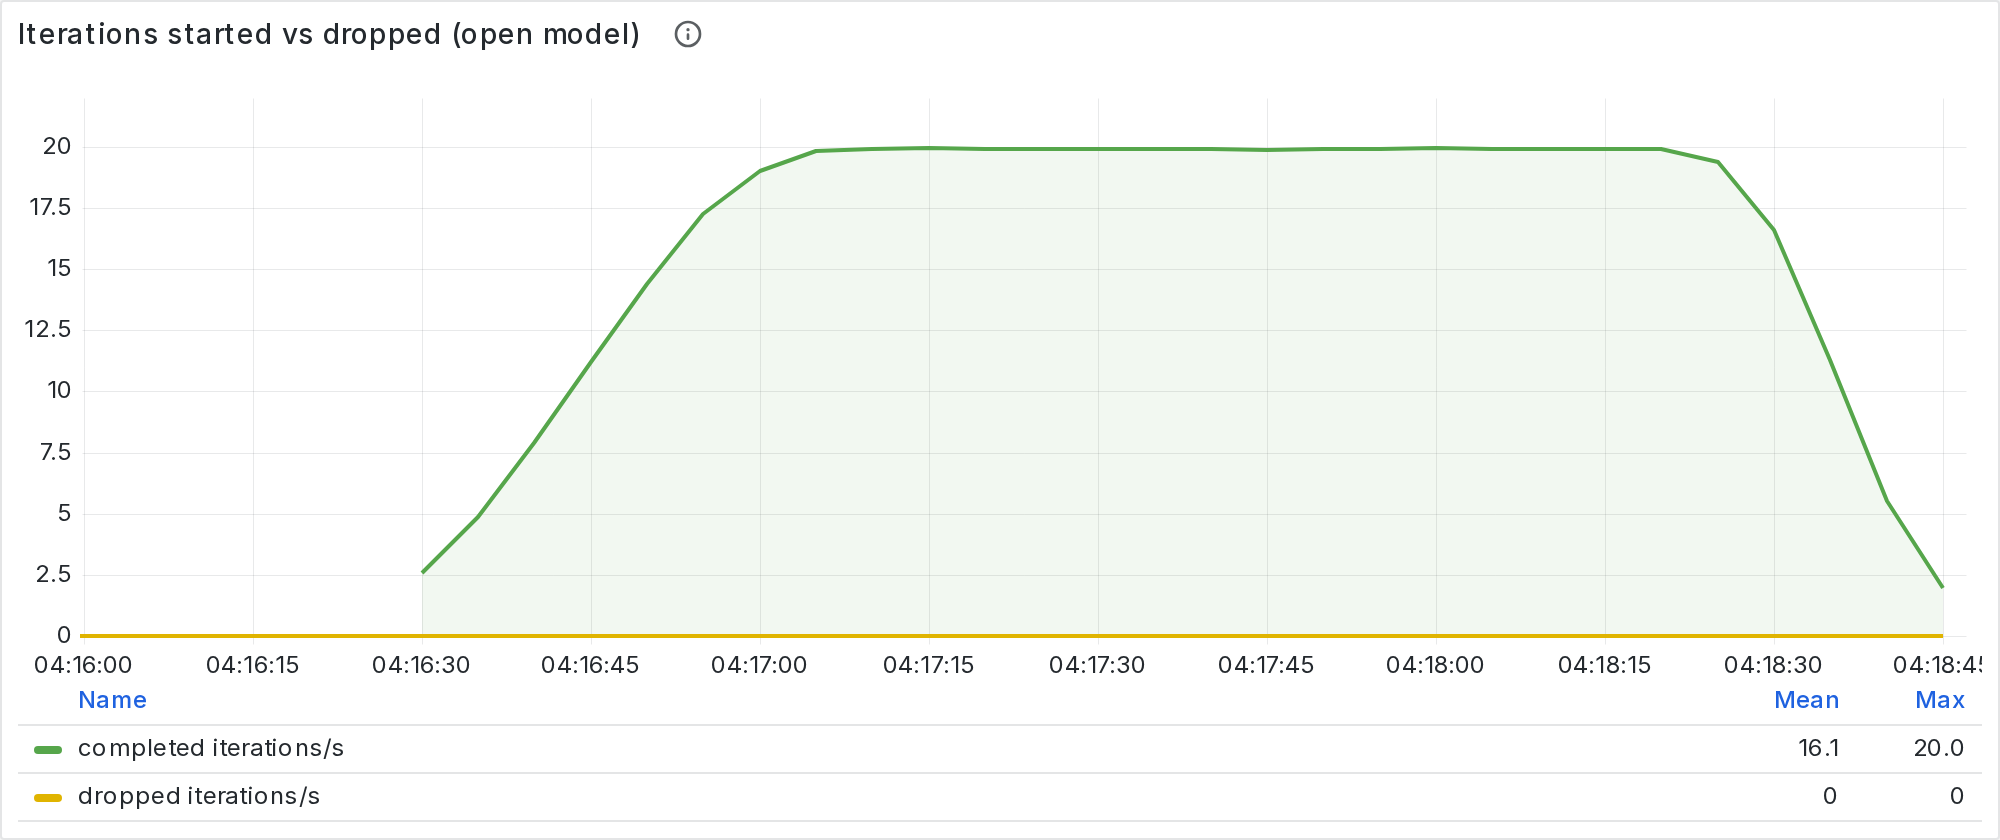 Iterations started vs dropped (open model)
20
17.5
15
12.5
10
7.5
5
2.5
0
04:16:00 04:16:15 04:16:30 04:16:45 04:17:00 04:17:15 04:17:30 04:17:45 04:18:00 04:18:15 04:18:30 04:18:45
Name Mean Max
completed iterations/s 16.1 20.0
dropped iterations/s 0 0